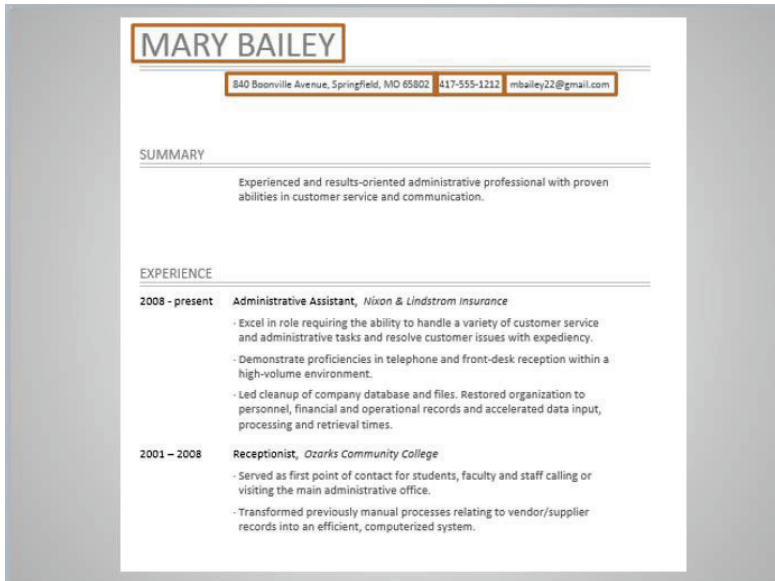 MARY BAILEY
840 Boonville Avenue, Springfield, MO 65802 417-555-1212 mbailey22@gmail.com
SUMMARY
Experienced and results-oriented administrative professional with proven
abilities in customer service and communication.
EXPERIENCE
2008 - present Administrative Assistant, Nixon & Lindstrom Insurance
· Excel in role requiring the ability to handle a variety of customer service
and administrative tasks and resolve customer issues with expediency.
· Demonstrate proficiencies in telephone and front-desk reception within a
high-volume environment.
· Led cleanup of company database and files. Restored organization to
personnel, financial and operational records and accelerated data input,
processing and retrieval times.
2001 – 2008 Receptionist, Ozarks Community College
· Served as first point of contact for students, faculty and staff calling or
visiting the main administrative office.
· Transformed previously manual processes relating to vendor/supplier
records into an efficient, computerized system.